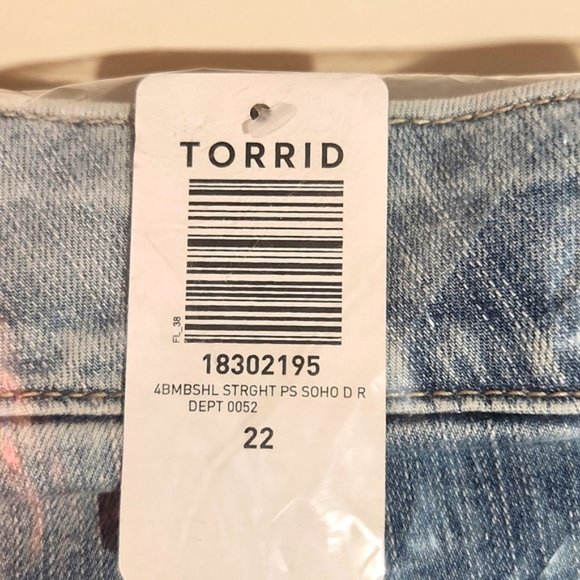 TORRID
FL_38
18302195
4BMBSHL STRGHT PS SOHO D R
DEPT 0052
22